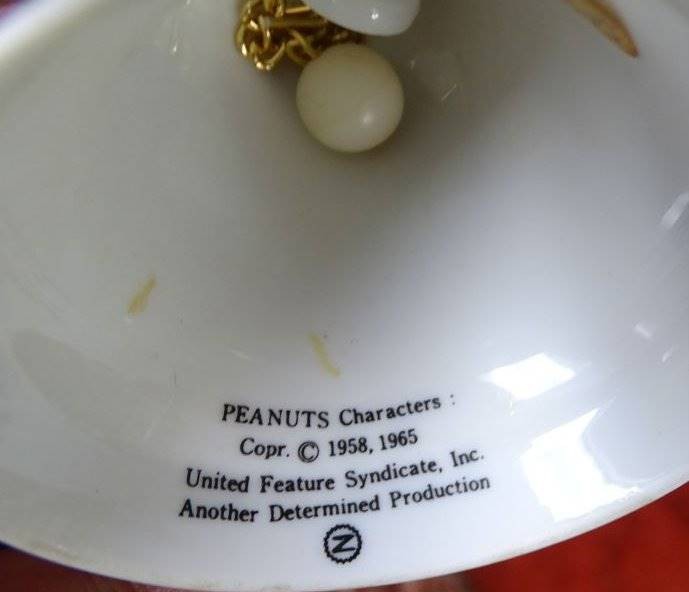 PEANUTS Characters :
Copr. © 1958, 1965
United Feature Syndicate, Inc.
Another Determined Production
N